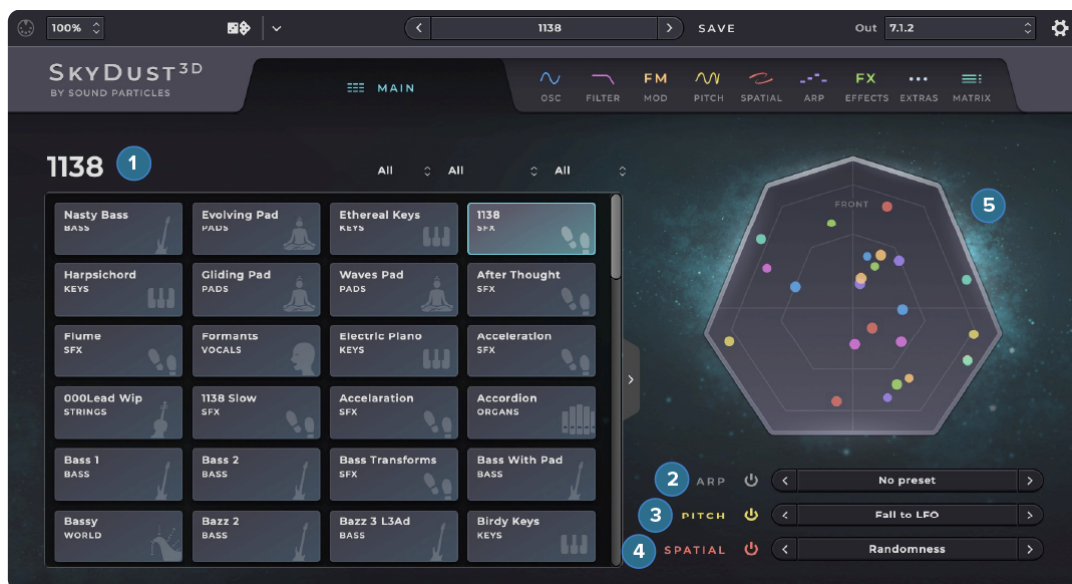 100%
1138
SAVE
Out 7.1.2
SKYDUST3D
BY SOUND PARTICLES
MAIN
OSC
FILTER
FM
MOD
PITCH
SPATIAL
ARP
FX
EFFECTS
EXTRAS
MATRIX
1138
1
All
All
All
Nasty Bass
BASS
Evolving Pad
PADS
Ethereal Keys
KEYS
1138
SFX
Harpsichord
KEYS
Gliding Pad
PADS
Waves Pad
PADS
After Thought
SFX
Flume
SFX
Formants
VOCALS
Electric Piano
KEYS
Acceleration
SFX
000Lead Wip
STRINGS
1138 Slow
SFX
Accelaration
SFX
Accordion
ORGANS
Bass 1
BASS
Bass 2
BASS
Bass Transforms
SFX
Bass With Pad
BASS
Bassy
WORLD
Bazz 2
BASS
Bazz 3 L3Ad
BASS
Birdy Keys
KEYS
FRONT
5
2
ARP
No preset
3
PITCH
Fall to LFO
4
SPATIAL
Randomness